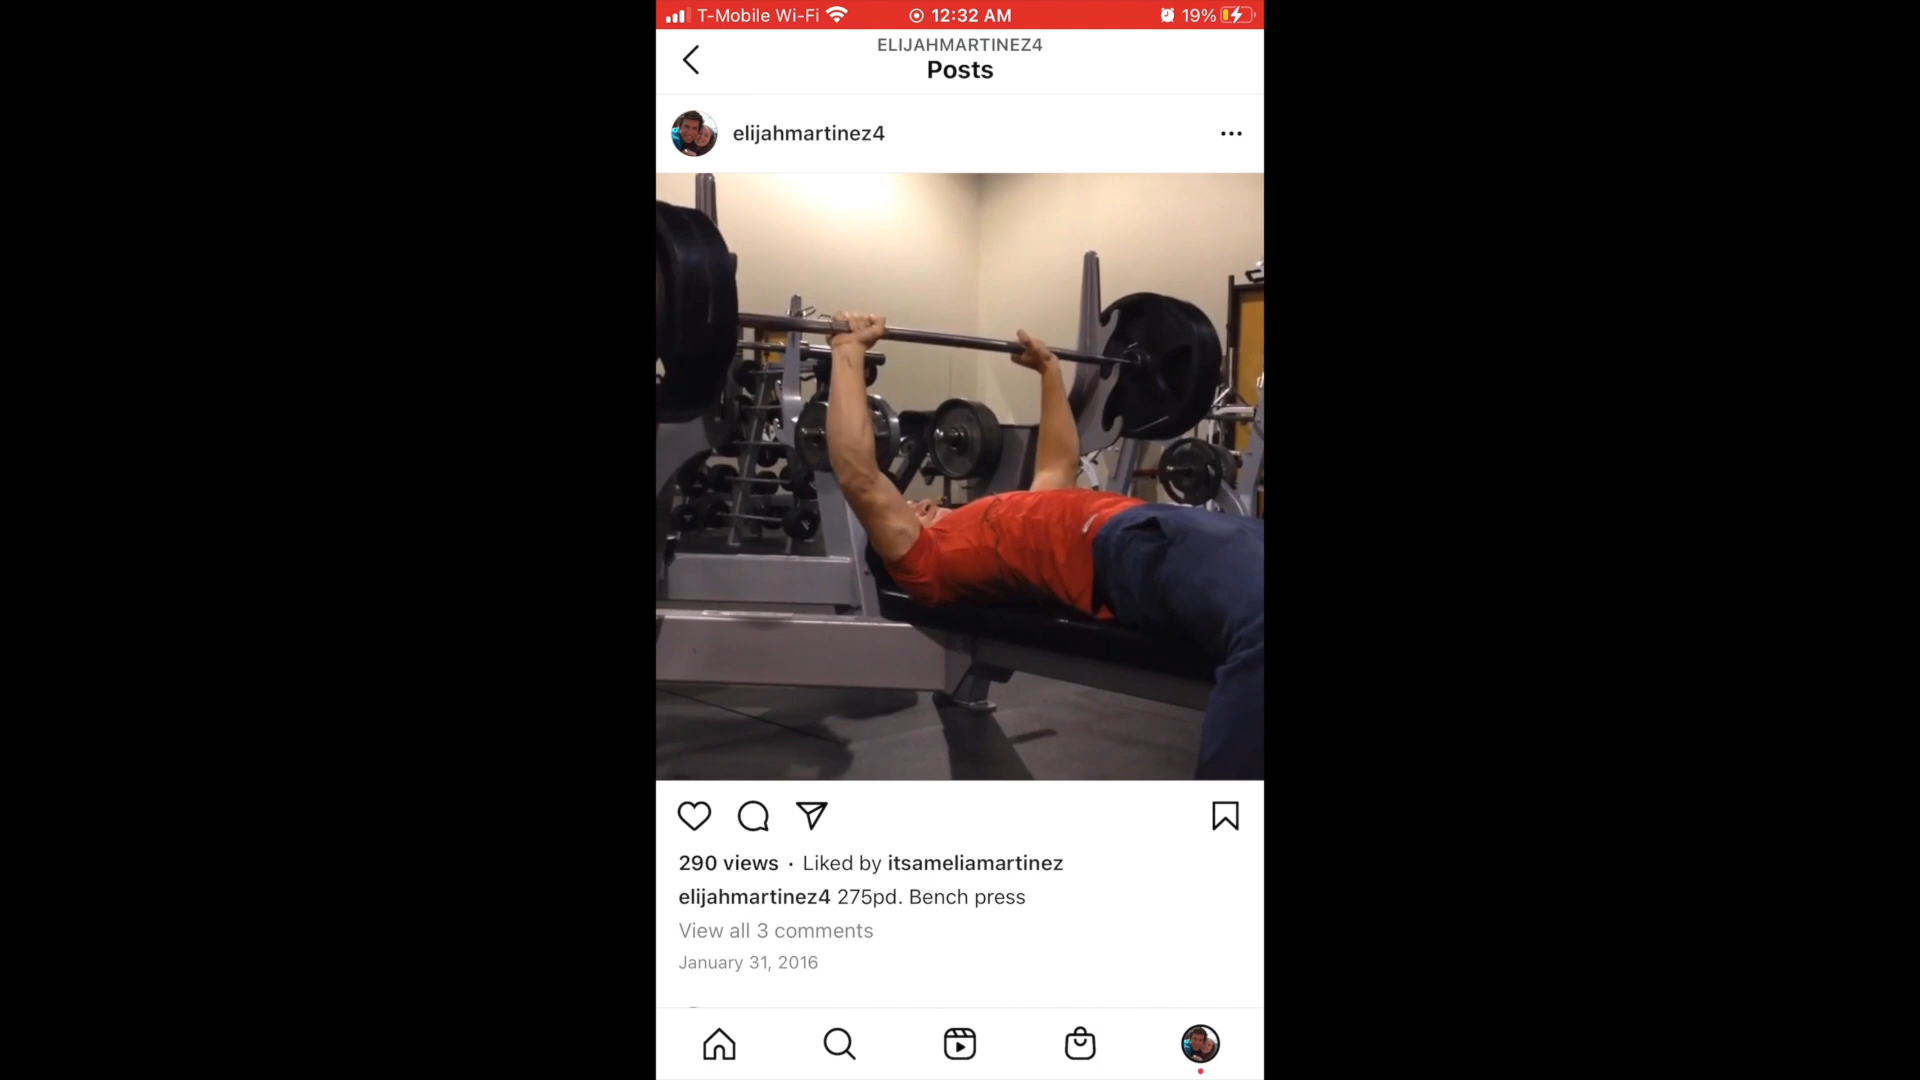 T-Mobile Wi-Fi 12:32 AM 19%
ELIJAHMARTINEZ4
Posts
elijahmartinez4
290 views · Liked by itsameliamartinez
elijahmartinez4 275pd. Bench press
View all 3 comments
January 31, 2016